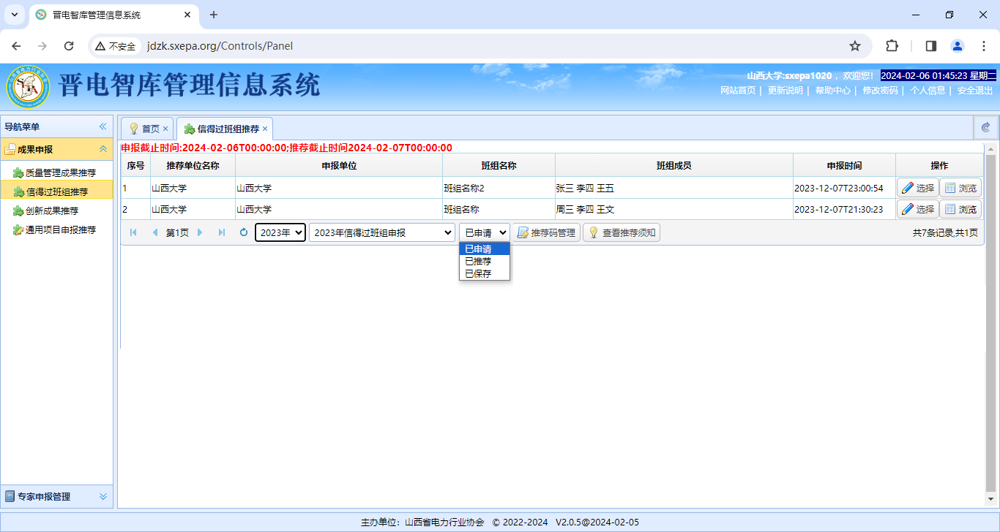 晋电智库管理信息系统
不安全 jdzk.sxepa.org/Controls/Panel
晋电智库管理信息系统
山西大学:sxepa1020 ，欢迎您! 2024-02-06 01:45:23 星期二
网站首页 | 更新说明 | 帮助中心 | 修改密码 | 个人信息 | 安全退出
导航菜单
成果申报
质量管理成果推荐
信得过班组推荐
创新成果推荐
通用项目申报推荐
专家申报管理
首页 信得过班组推荐
申报截止时间:2024-02-06T00:00:00;推荐截止时间2024-02-07T00:00:00
序号 推荐单位名称 申报单位 班组名称 班组成员 申报时间 操作
1 山西大学 山西大学 班组名称2 张三 李四 王五 2023-12-07T23:00:54 选择 浏览
2 山西大学 山西大学 班组名称 周三 李四 王文 2023-12-07T21:30:23 选择 浏览
第1页 2023年 2023年信得过班组申报 已申请 推荐码管理 查看推荐须知 共7条记录,共1页
已申请
已推荐
已保存
主办单位：山西省电力行业协会 © 2022-2024 V2.0.5@2024-02-05